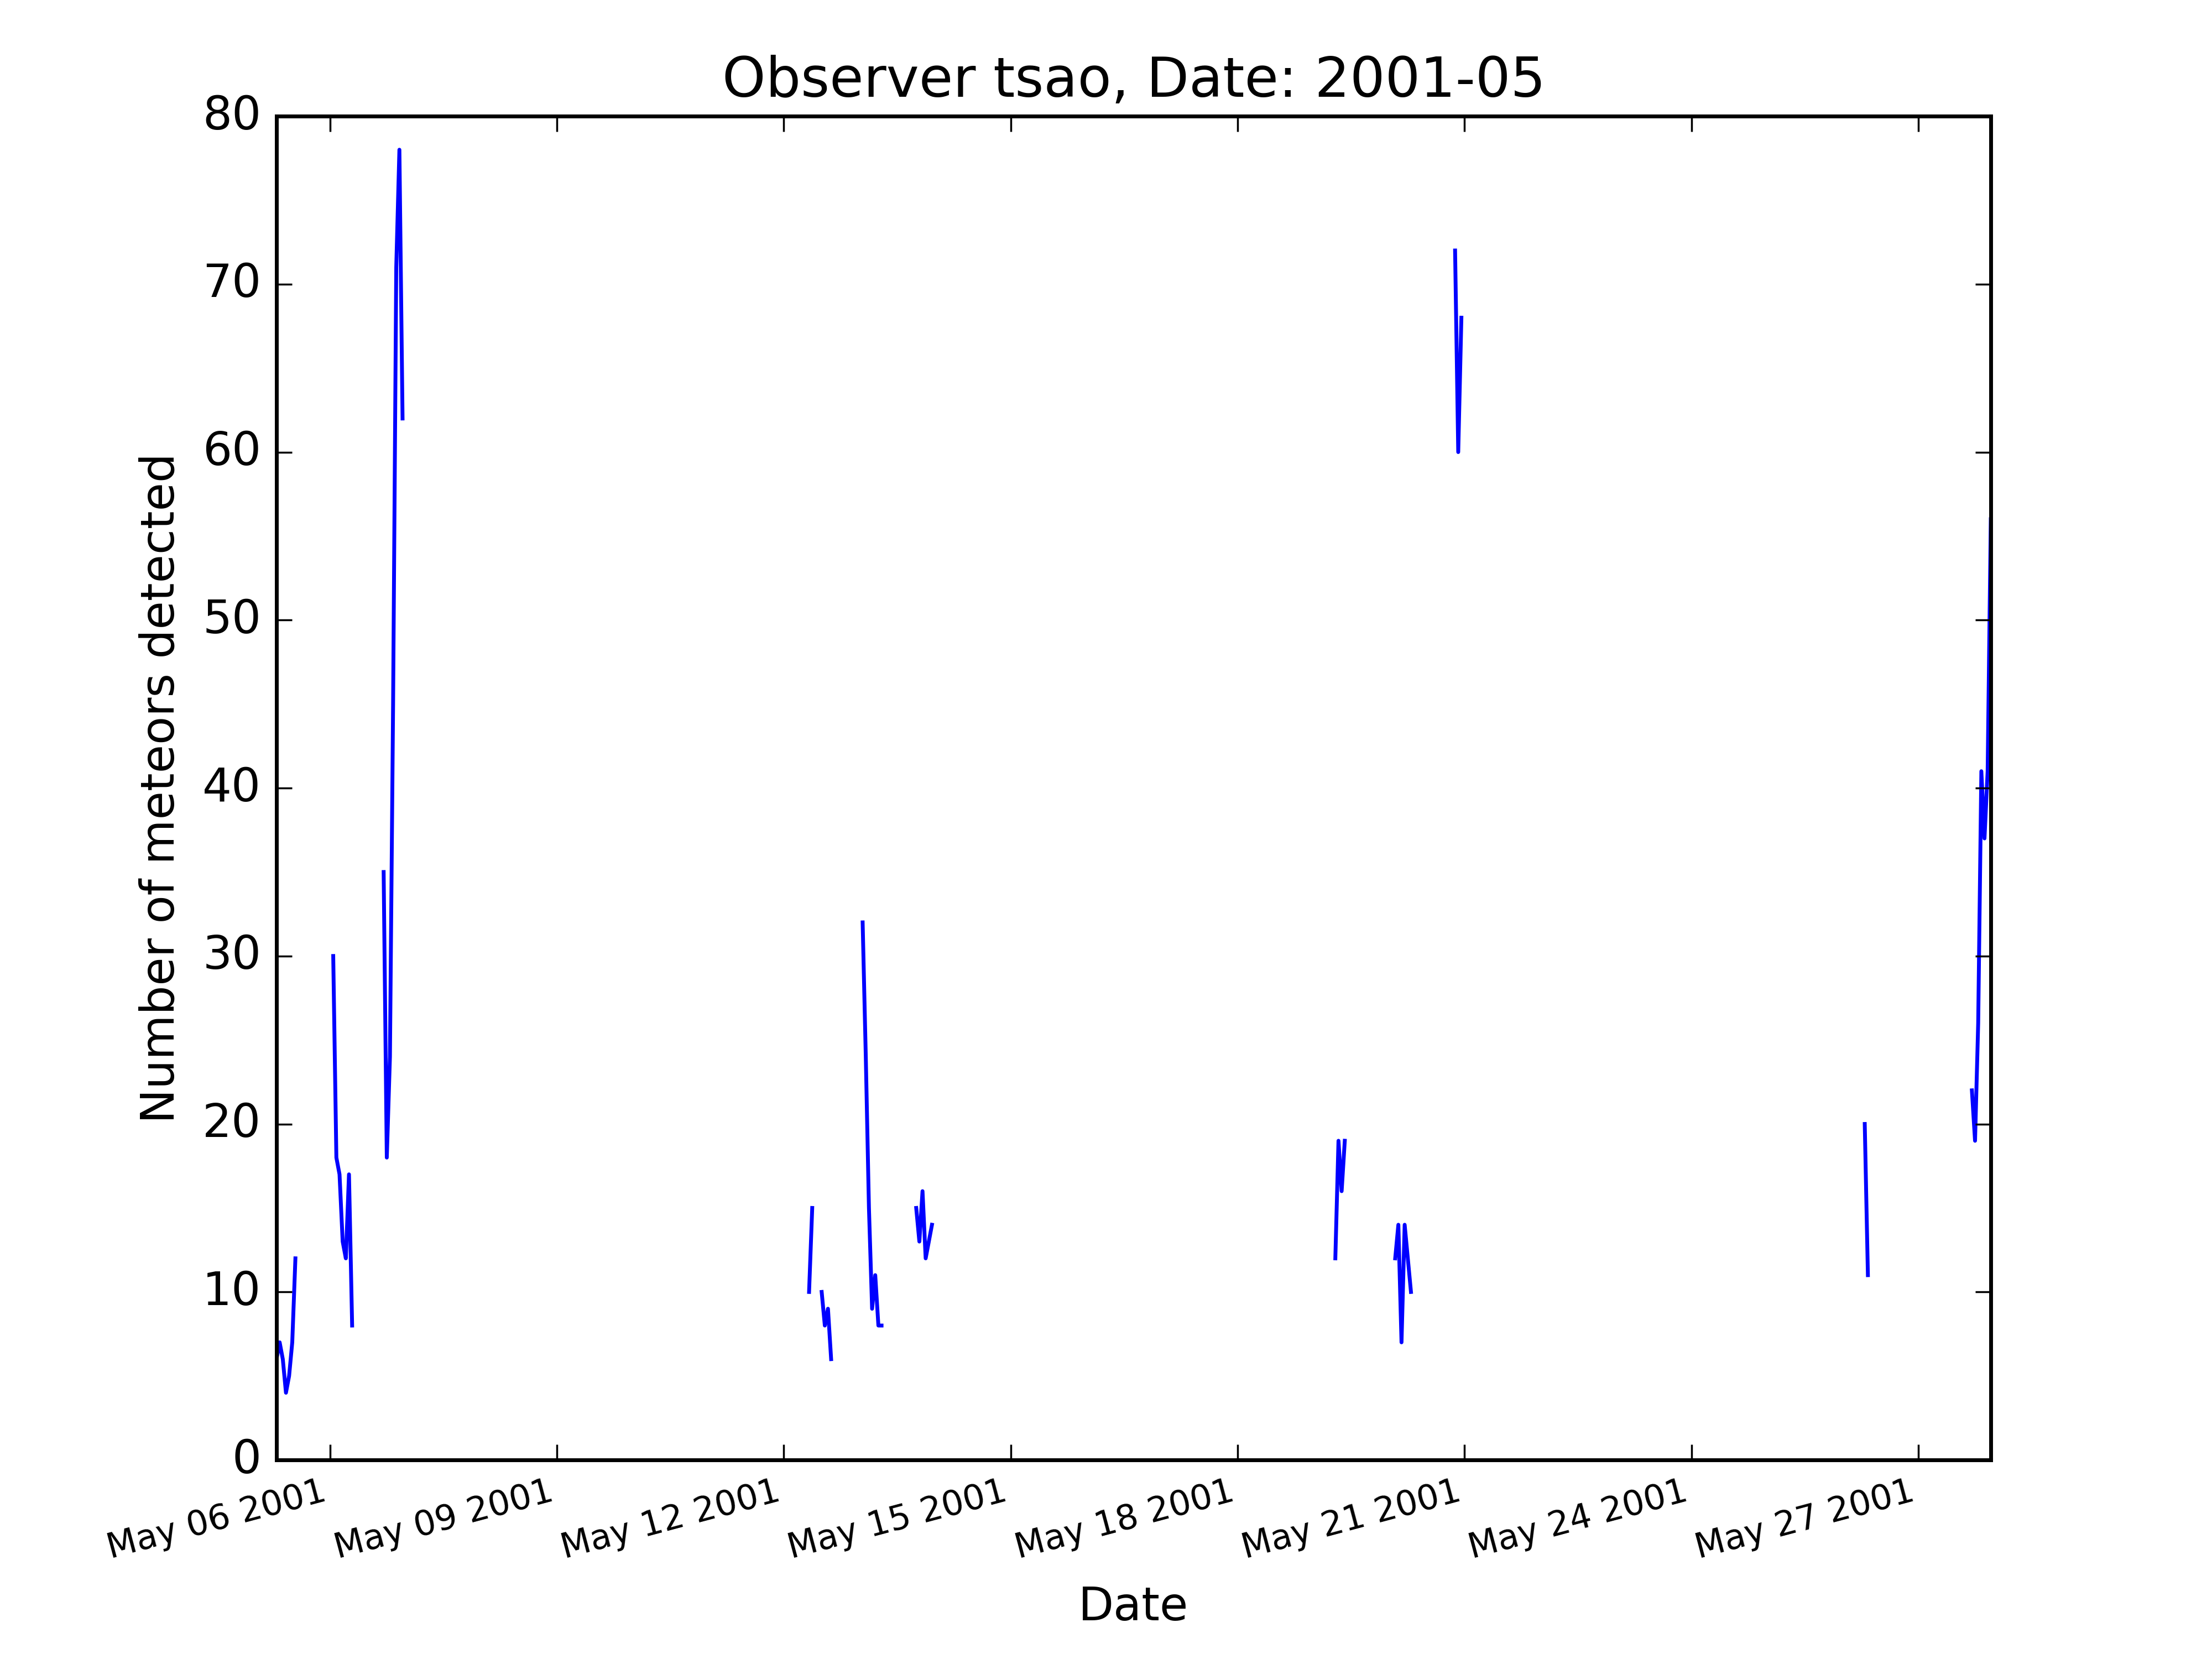 Observer tsao, Date: 2001-05
Number of meteors detected
80
70
60
50
40
30
20
10
0
May 06 2001
May 09 2001
May 12 2001
May 15 2001
May 18 2001
May 21 2001
May 24 2001
May 27 2001
Date